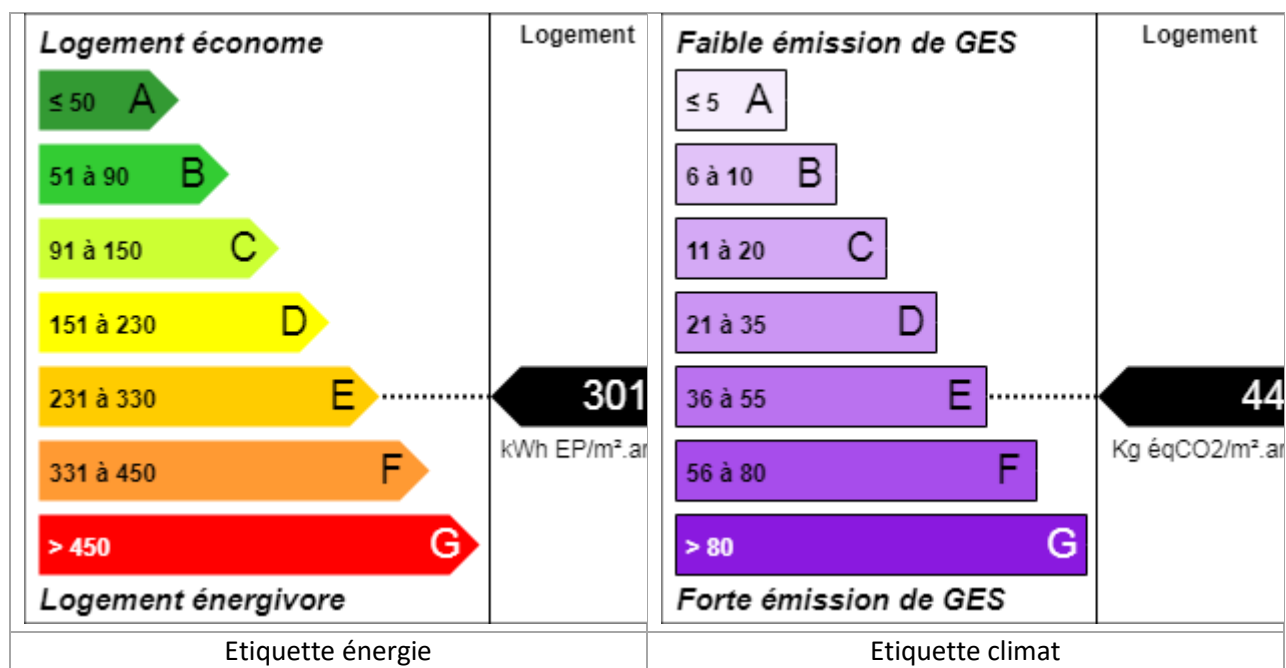 Logement économe
Logement
≤ 50 A
51 à 90 B
91 à 150 C
151 à 230 D
231 à 330 E
301
kWh EP/m².an
331 à 450 F
> 450 G
Logement énergivore
Etiquette énergie
Faible émission de GES
Logement
≤ 5 A
6 à 10 B
11 à 20 C
21 à 35 D
36 à 55 E
44
Kg éqCO2/m².an
56 à 80 F
> 80 G
Forte émission de GES
Etiquette climat